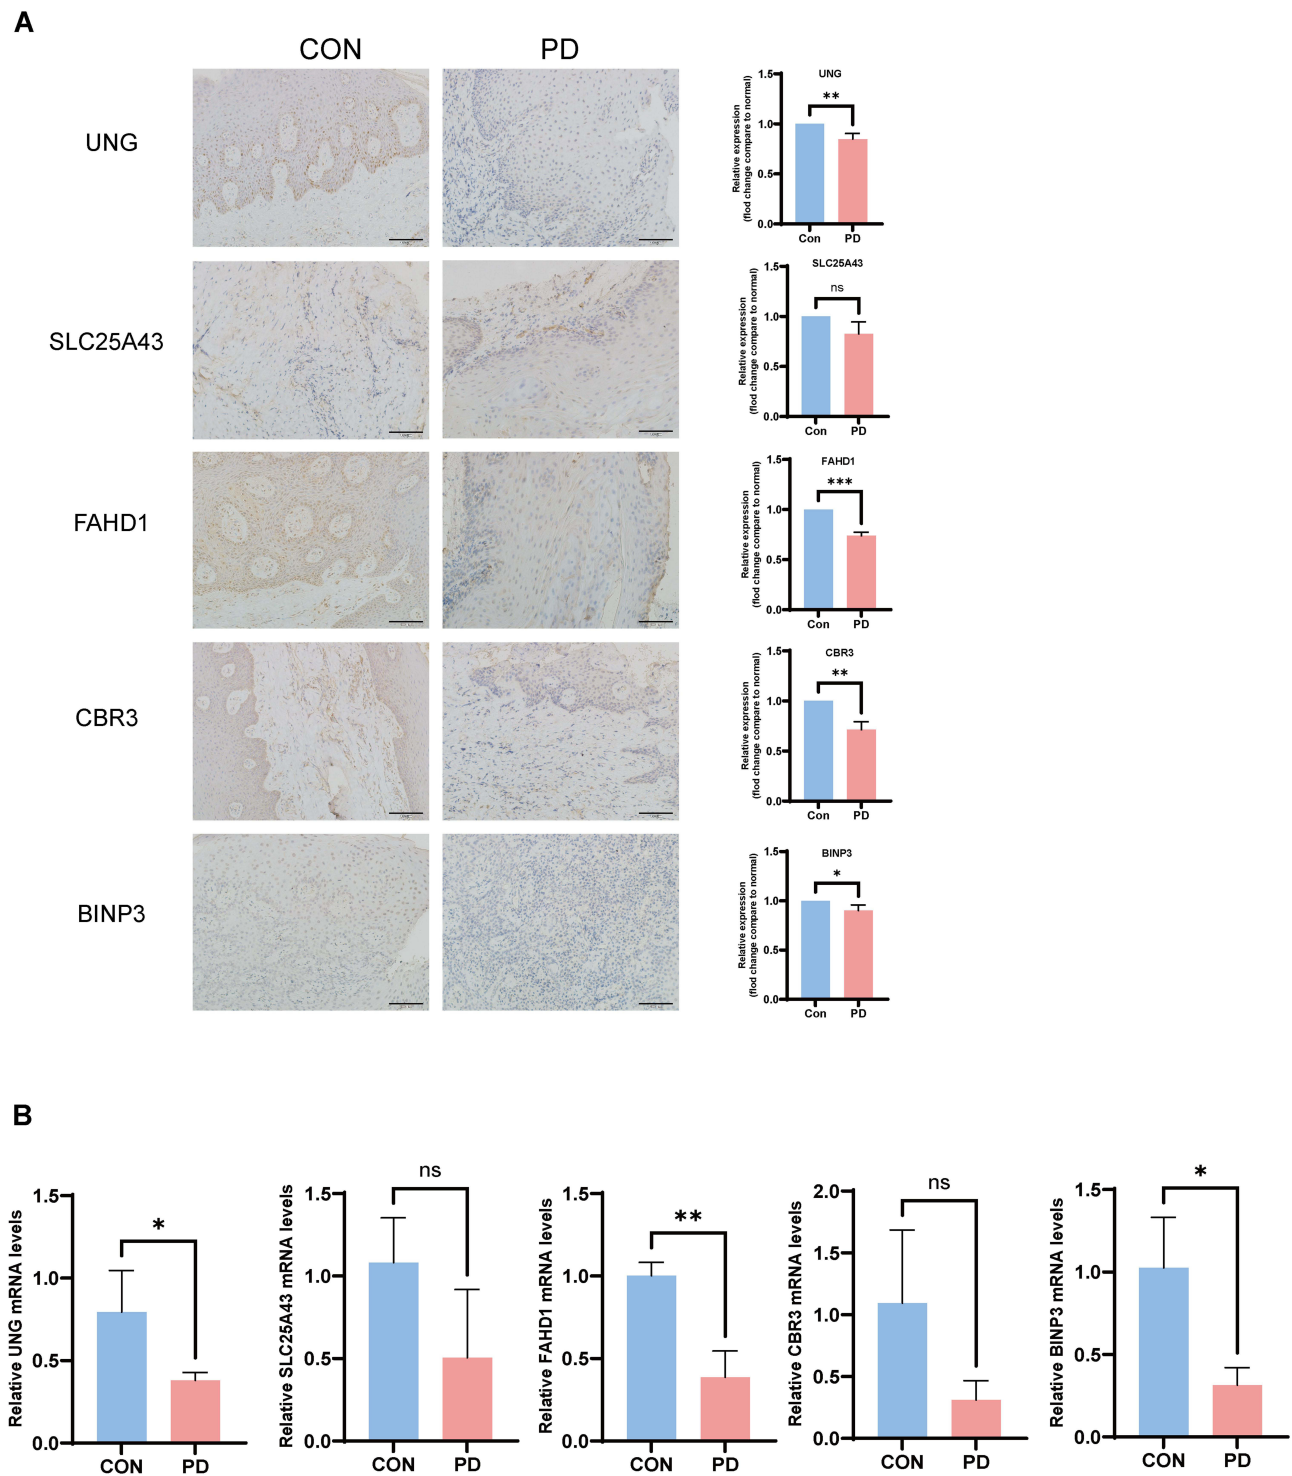 A
CON PD
UNG
SLC25A43
FAHD1
CBR3
BINP3
UNG
**
Relative expression
(flod change compare to normal)
1.5
1.0
0.5
0.0
Con PD
SLC25A43
ns
Relative expression
(flod change compare to normal)
1.5
1.0
0.5
0.0
Con PD
FAHD1
***
Relative expression
(flod change compare to normal)
1.5
1.0
0.5
0.0
Con PD
CBR3
**
Relative expression
(flod change compare to normal)
1.5
1.0
0.5
0.0
Con PD
BINP3
*
Relative expression
(flod change compare to normal)
1.5
1.0
0.5
0.0
Con PD
B
Relative UNG mRNA levels
1.5
1.0
0.5
0.0
*
CON PD
Relative SLC25A43 mRNA levels
1.5
1.0
0.5
0.0
ns
CON PD
Relative FAHD1 mRNA levels
1.5
1.0
0.5
0.0
**
CON PD
Relative CBR3 mRNA levels
2.0
1.5
1.0
0.5
0.0
ns
CON PD
Relative BINP3 mRNA levels
1.5
1.0
0.5
0.0
*
CON PD